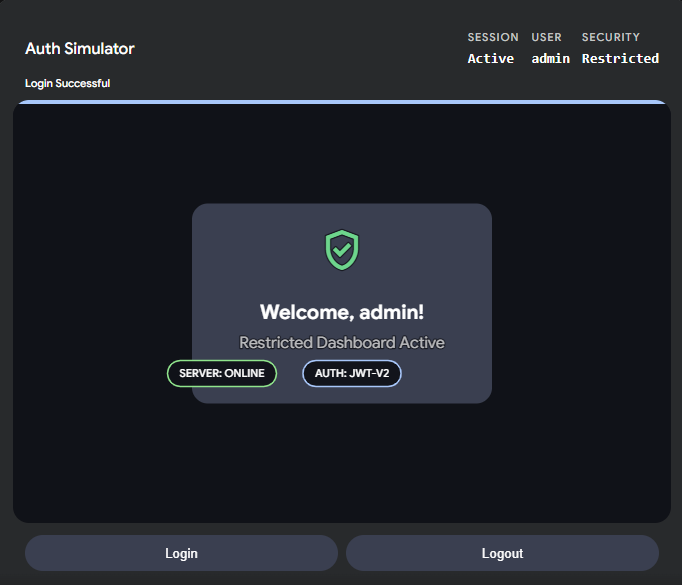 Auth Simulator
Login Successful
SESSION USER SECURITY
Active admin Restricted
Welcome, admin!
Restricted Dashboard Active
SERVER: ONLINE AUTH: JWT-V2
Login Logout